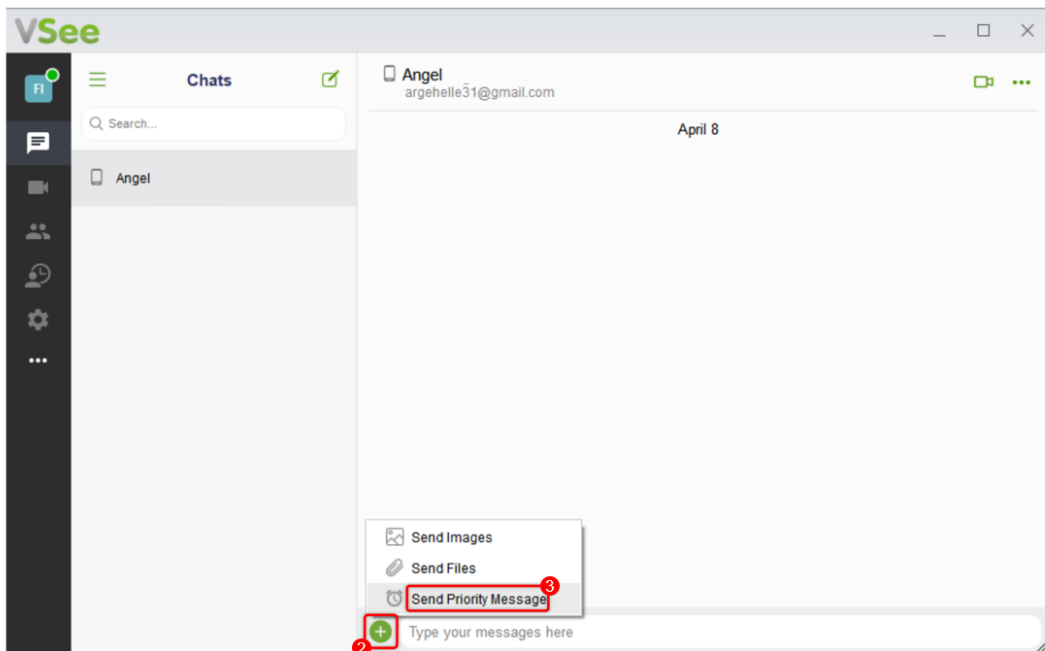 VSee
FI
Chats
Search...
Angel
Angel
argehelle31@gmail.com
April 8
Send Images
Send Files
3
Send Priority Message
2
Type your messages here